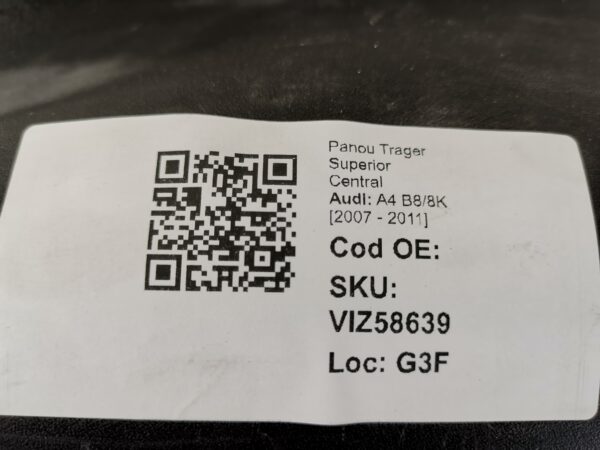 Panou Trager
Superior
Central
Audi: A4 B8/8K
[2007 - 2011]
Cod OE:
SKU:
VIZ58639
Loc: G3F